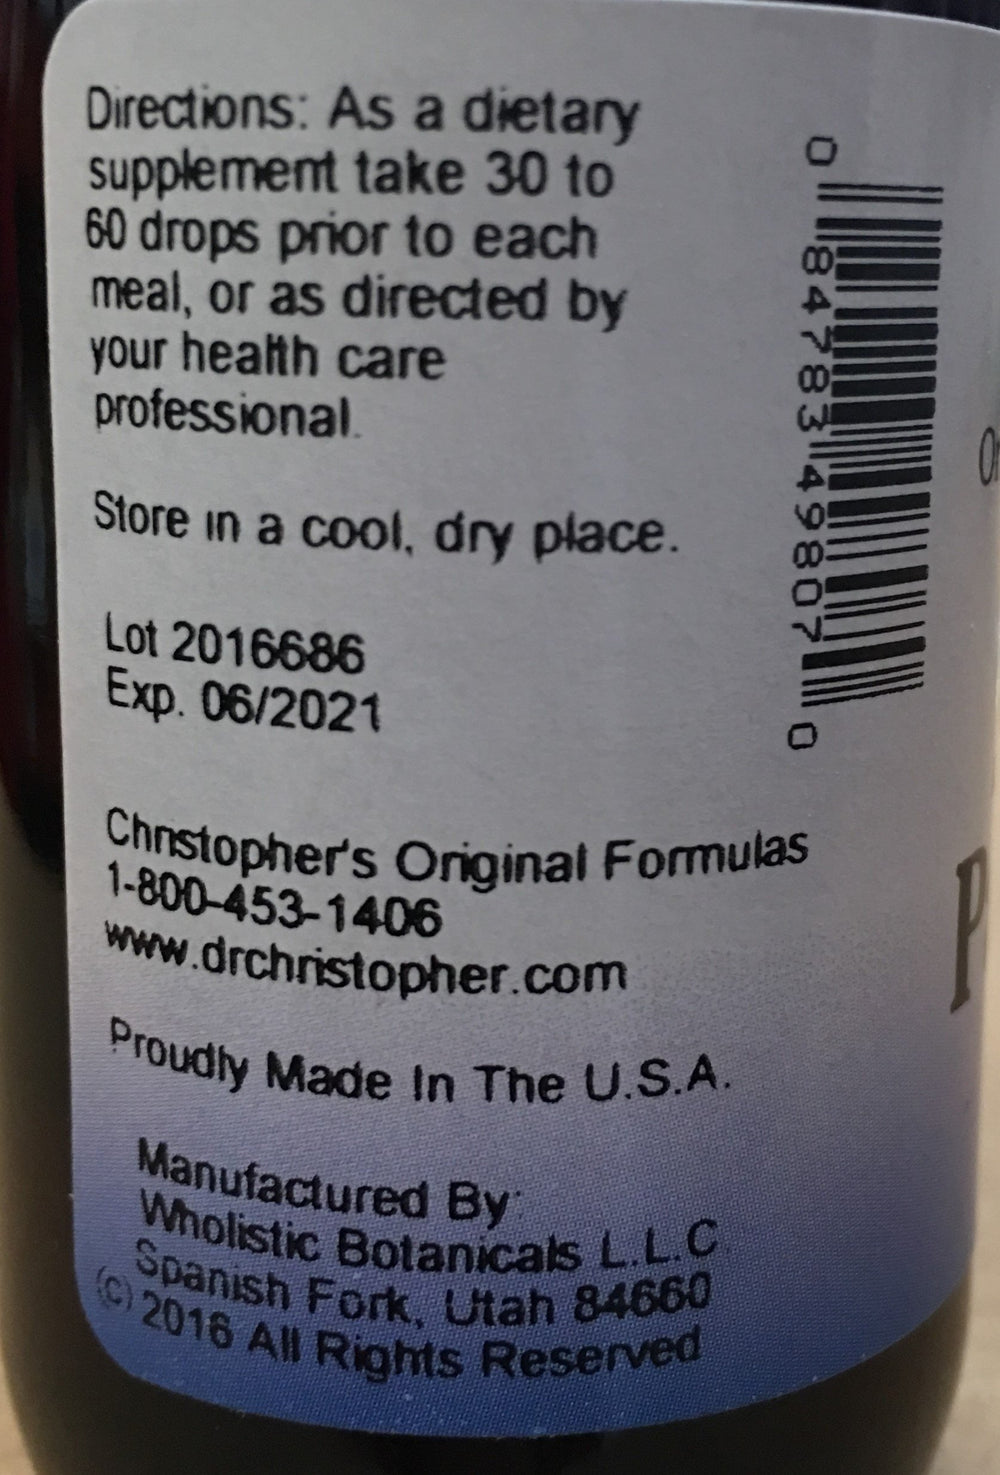 Directions: As a dietary
supplement take 30 to
60 drops prior to each
meal, or as directed by
your health care
professional.
Store in a cool, dry place.
Lot 2016686
Exp. 06/2021
Christopher's Original Formulas
1-800-453-1406
www.drchristopher.com
Proudly Made In The U.S.A.
Manufactured By:
Wholistic Botanicals L.L.C.
Spanish Fork, Utah 84660
(c) 2016 All Rights Reserved
0 84783 49807 0